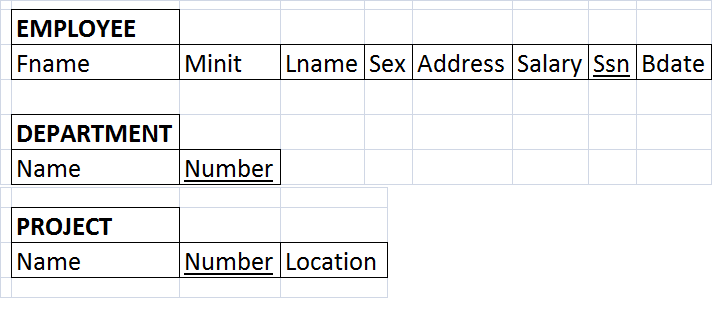 EMPLOYEE
Fname Minit Lname Sex Address Salary Ssn Bdate
DEPARTMENT
Name Number
PROJECT
Name Number Location